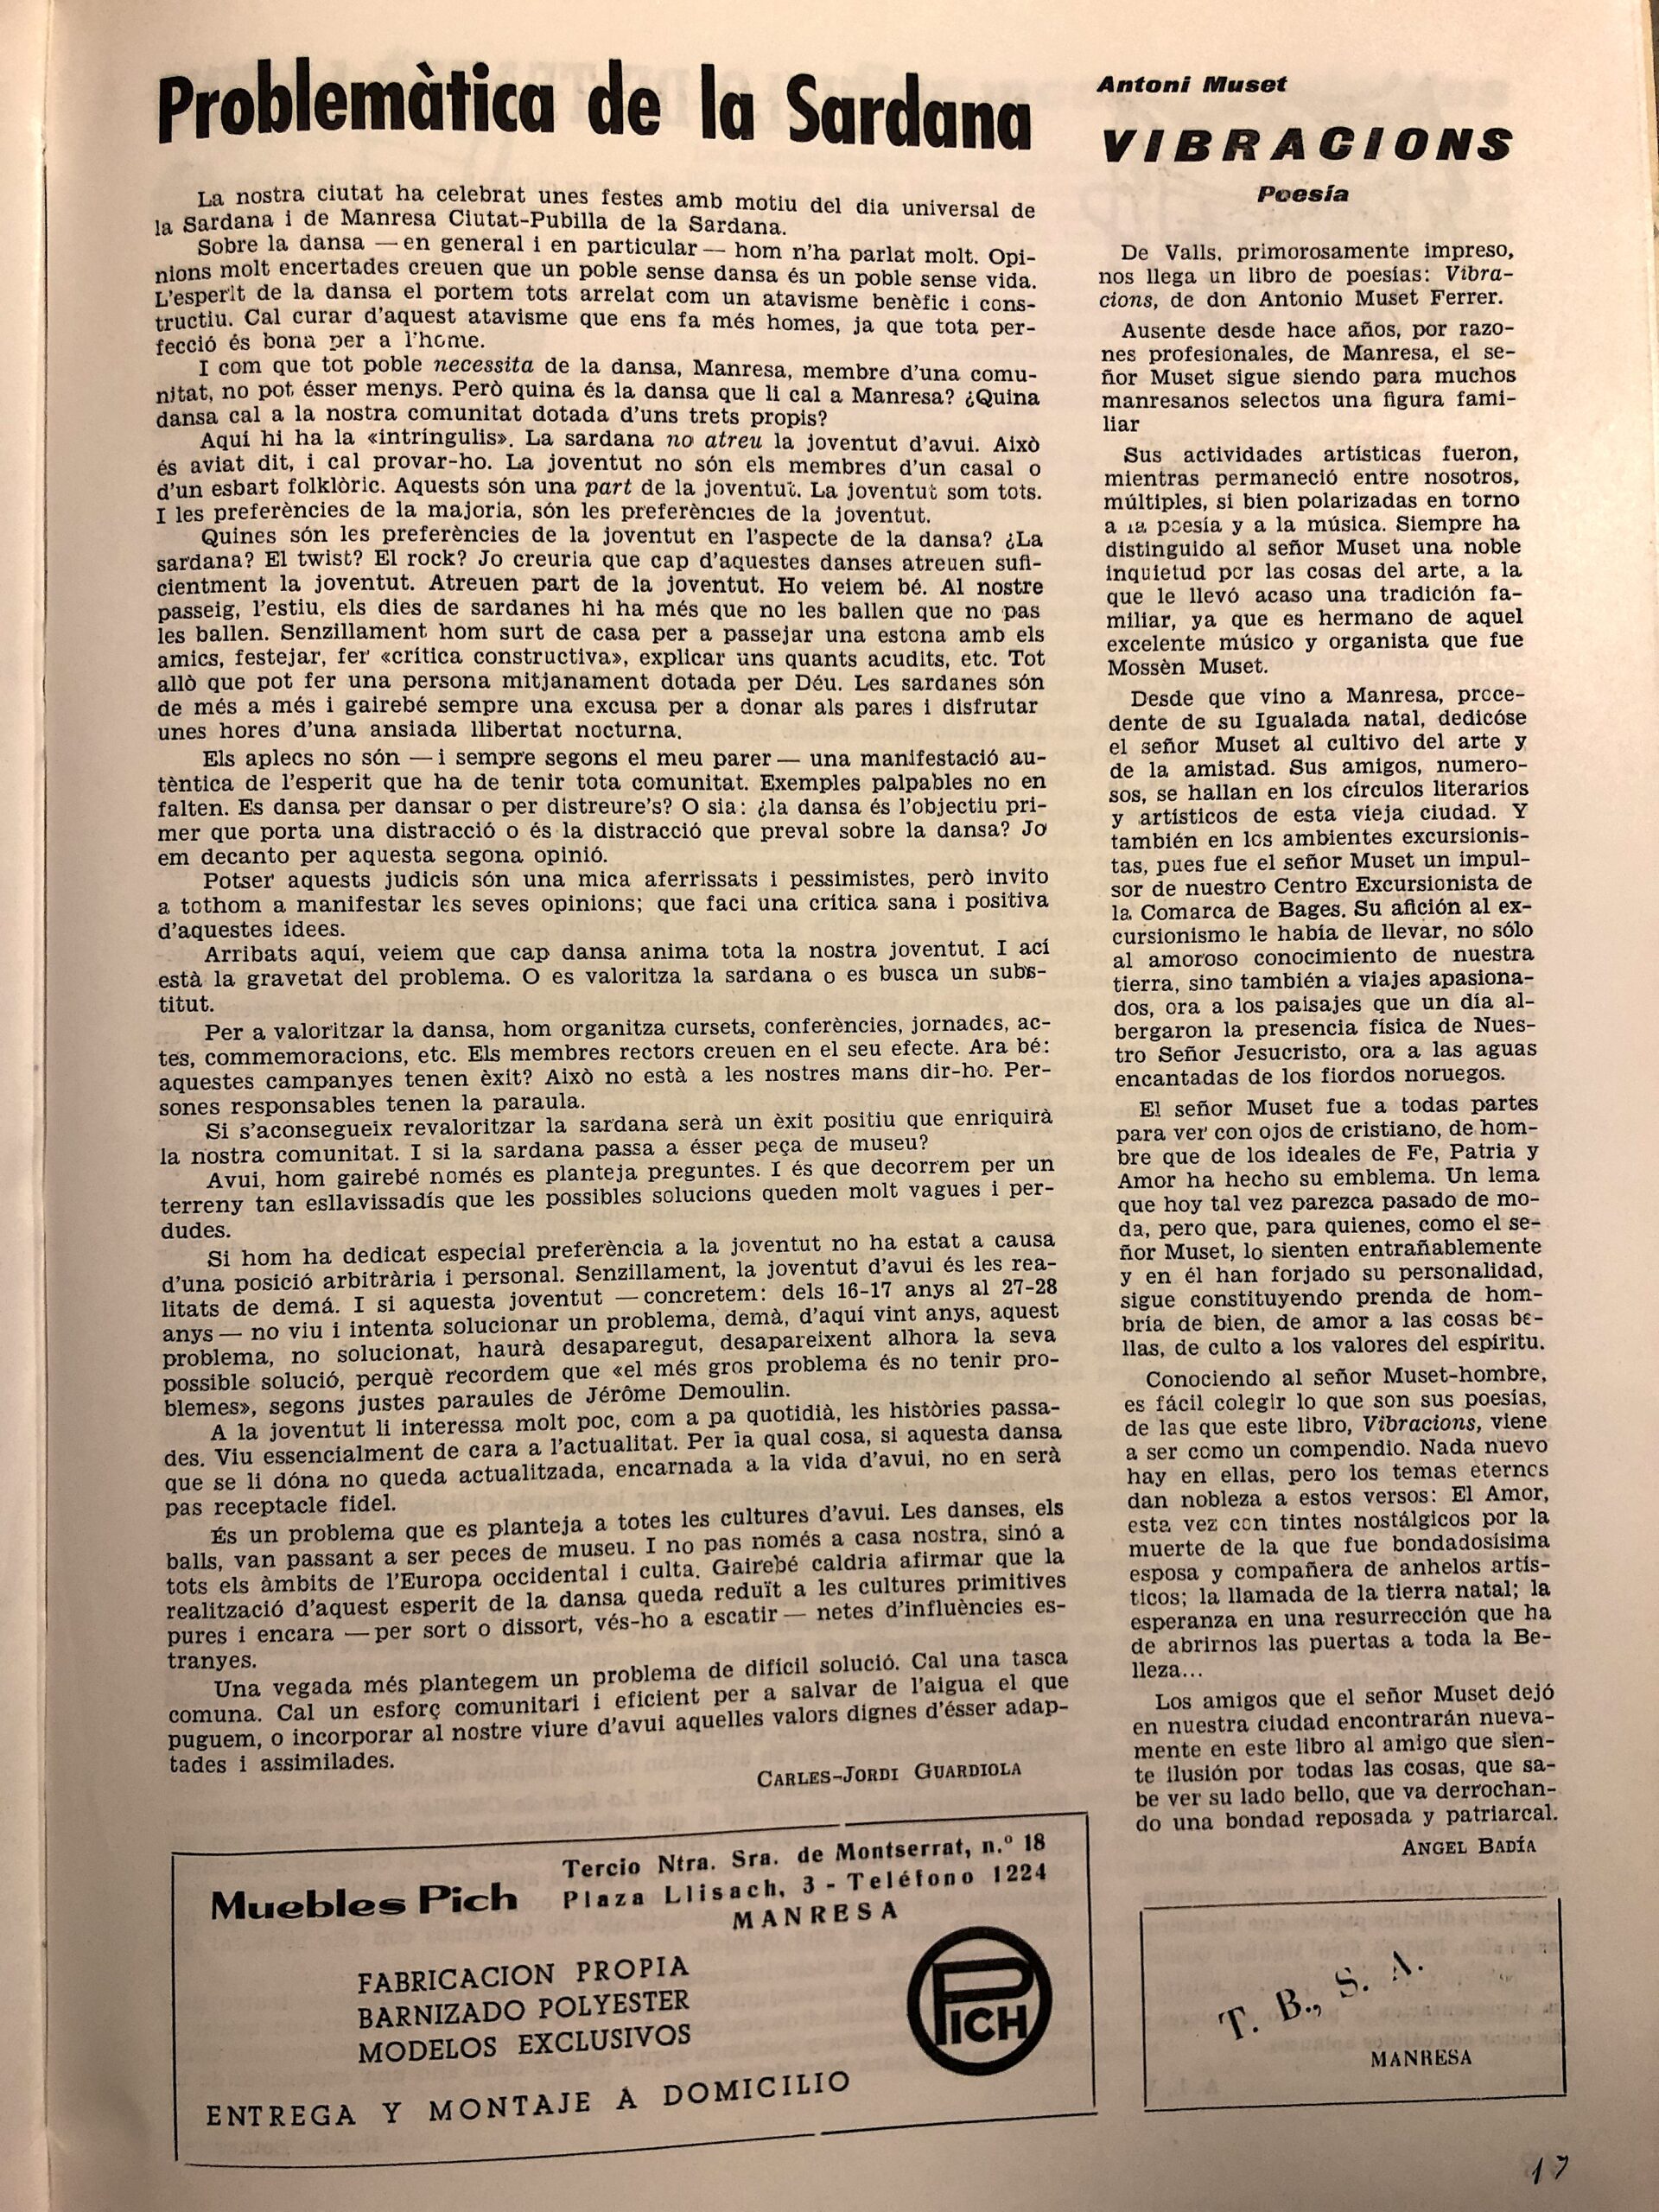 Problemàtica de la Sardana
La nostra ciutat ha celebrat unes festes amb motiu del dia universal de
la Sardana i de Manresa Ciutat-Pubilla de la Sardana.
Sobre la dansa — en general i en particular — hom n'ha parlat molt. Opi-
nions molt encertades creuen que un poble sense dansa és un poble sense vida.
L'esperit de la dansa el portem tots arrelat com un atavisme benèfic i cons-
tructiu. Cal curar d'aquest atavisme que ens fa més homes, ja que tota per-
fecció és bona per a l'home.
I com que tot poble necessita de la dansa, Manresa, membre d'una comu-
nitat, no pot ésser menys. Però quina és la dansa que li cal a Manresa? ¿Quina
dansa cal a la nostra comunitat dotada d'uns trets propis?
Aquí hi ha la «intríngulis». La sardana no atreu la joventut d'avui. Això
és aviat dit, i cal provar-ho. La joventut no són els membres d'un casal o
d'un esbart folklòric. Aquests són una part de la joventut. La joventut som tots.
I les preferències de la majoria, són les preferències de la joventut.
Quines són les preferències de la joventut en l'aspecte de la dansa? ¿La
sardana? El twist? El rock? Jo creuria que cap d'aquestes danses atreuen sufi-
cientment la joventut. Atreuen part de la joventut. Ho veiem bé. Al nostre
passeig, l'estiu, els dies de sardanes hi ha més que no les ballen que no pas
les ballen. Senzillament hom surt de casa per a passejar una estona amb els
amics, festejar, fer «crítica constructiva», explicar uns quants acudits, etc. Tot
allò que pot fer una persona mitjanament dotada per Déu. Les sardanes són
de més a més i gairebé sempre una excusa per a donar als pares i disfrutar
unes hores d'una ansiada llibertat nocturna.
Els aplecs no són — i sempre segons el meu parer — una manifestació au-
tèntica de l'esperit que ha de tenir tota comunitat. Exemples palpables no en
falten. Es dansa per dansar o per distreure's? O sia: ¿la dansa és l'objectiu pri-
mer que porta una distracció o és la distracció que preval sobre la dansa? Jo
em decanto per aquesta segona opinió.
Potser aquests judicis són una mica aferrissats i pessimistes, però invito
a tothom a manifestar les seves opinions; que faci una crítica sana i positiva
d'aquestes idees.
Arribats aquí, veiem que cap dansa anima tota la nostra joventut. I ací
està la gravetat del problema. O es valoritza la sardana o es busca un subs-
titut.
Per a valoritzar la dansa, hom organitza cursets, conferències, jornades, ac-
tes, commemoracions, etc. Els membres rectors creuen en el seu efecte. Ara bé:
aquestes campanyes tenen èxit? Això no està a les nostres mans dir-ho. Per-
sones responsables tenen la paraula.
Si s'aconsegueix revaloritzar la sardana serà un èxit positiu que enriquirà
la nostra comunitat. I si la sardana passa a ésser peça de museu?
Avui, hom gairebé només es planteja preguntes. I és que decorrem per un
terreny tan esllavissadís que les possibles solucions queden molt vagues i per-
dudes.
Si hom ha dedicat especial preferència a la joventut no ha estat a causa
d'una posició arbitrària i personal. Senzillament, la joventut d'avui és les rea-
litats de demá. I si aquesta joventut — concretem: dels 16-17 anys al 27-28
anys — no viu i intenta solucionar un problema, demà, d'aquí vint anys, aquest
problema, no solucionat, haurà desaparegut, desapareixent alhora la seva
possible solució, perquè recordem que «el més gros problema és no tenir pro-
blemes», segons justes paraules de Jérôme Demoulin.
A la joventut li interessa molt poc, com a pa quotidià, les històries passa-
des. Viu essencialment de cara a l'actualitat. Per la qual cosa, si aquesta dansa
que se li dóna no queda actualitzada, encarnada a la vida d'avui, no en serà
pas receptacle fidel.
És un problema que es planteja a totes les cultures d'avui. Les danses, els
balls, van passant a ser peces de museu. I no pas només a casa nostra, sinó a
tots els àmbits de l'Europa occidental i culta. Gairebé caldria afirmar que la
realització d'aquest esperit de la dansa queda reduït a les cultures primitives
pures i encara — per sort o dissort, vés-ho a escatir — netes d'influències es-
tranyes.
Una vegada més plantegem un problema de difícil solució. Cal una tasca
comuna. Cal un esforç comunitari i eficient per a salvar de l'aigua el que
puguem, o incorporar al nostre viure d'avui aquelles valors dignes d'ésser adap-
tades i assimilades.
CARLES-JORDI GUARDIOLA
Antoni Muset
VIBRACIONS
Poesía
De Valls, primorosamente impreso,
nos llega un libro de poesías: Vibra-
cions, de don Antonio Muset Ferrer.
Ausente desde hace años, por razo-
nes profesionales, de Manresa, el se-
ñor Muset sigue siendo para muchos
manresanos selectos una figura fami-
liar
Sus actividades artísticas fueron,
mientras permaneció entre nosotros,
múltiples, si bien polarizadas en torno
a la poesía y a la música. Siempre ha
distinguido al señor Muset una noble
inquietud por las cosas del arte, a la
que le llevó acaso una tradición fa-
miliar, ya que es hermano de aquel
excelente músico y organista que fue
Mossèn Muset.
Desde que vino a Manresa, proce-
dente de su Igualada natal, dedicóse
el señor Muset al cultivo del arte y
de la amistad. Sus amigos, numero-
sos, se hallan en los círculos literarios
y artísticos de esta vieja ciudad. Y
también en los ambientes excursionis-
tas, pues fue el señor Muset un impul-
sor de nuestro Centro Excursionista de
la Comarca de Bages. Su afición al ex-
cursionismo le había de llevar, no sólo
al amoroso conocimiento de nuestra
tierra, sino también a viajes apasiona-
dos, ora a los paisajes que un día al-
bergaron la presencia física de Nues-
tro Señor Jesucristo, ora a las aguas
encantadas de los fiordos noruegos.
El señor Muset fue a todas partes
para ver con ojos de cristiano, de hom-
bre que de los ideales de Fe, Patria y
Amor ha hecho su emblema. Un lema
que hoy tal vez parezca pasado de mo-
da, pero que, para quienes, como el se-
ñor Muset, lo sienten entrañablemente
y en él han forjado su personalidad,
sigue constituyendo prenda de hom-
bría de bien, de amor a las cosas be-
llas, de culto a los valores del espíritu.
Conociendo al señor Muset-hombre,
es fácil colegir lo que son sus poesías,
de las que este libro, Vibracions, viene
a ser como un compendio. Nada nuevo
hay en ellas, pero los temas eternos
dan nobleza a estos versos: El Amor,
esta vez con tintes nostálgicos por la
muerte de la que fue bondadosísima
esposa y compañera de anhelos artís-
ticos; la llamada de la tierra natal; la
esperanza en una resurrección que ha
de abrirnos las puertas a toda la Be-
lleza...
Los amigos que el señor Muset dejó
en nuestra ciudad encontrarán nueva-
mente en este libro al amigo que sien-
te ilusión por todas las cosas, que sa-
be ver su lado bello, que va derrochan-
do una bondad reposada y patriarcal.
ANGEL BADÍA
Muebles Pich
Tercio Ntra. Sra. de Montserrat, n.º 18
Plaza Llisach, 3 - Teléfono 1224
MANRESA
FABRICACION PROPIA
BARNIZADO POLYESTER
MODELOS EXCLUSIVOS
PICH
ENTREGA Y MONTAJE A DOMICILIO
T. B., S. A.
MANRESA
17